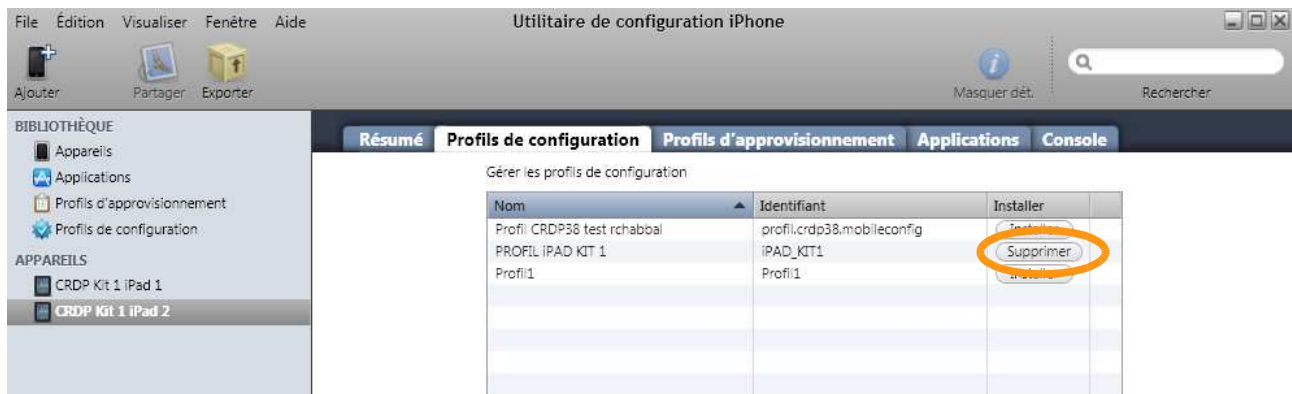 File Édition Visualiser Fenêtre Aide Utilitaire de configuration iPhone
Ajouter Partager Exporter Masquer dét. Rechercher
BIBLIOTHÈQUE
Appareils
Applications
Profils d'approvisionnement
Profils de configuration
APPAREILS
CRDP Kit 1 iPad 1
CRDP Kit 1 iPad 2
Résumé Profils de configuration Profils d'approvisionnement Applications Console
Gérer les profils de configuration
Nom Identifiant Installer
Profil CRDP38 test rchabbal profil.crdp38.mobileconfig Installer
PROFIL iPAD KIT 1 iPAD_KIT1 Supprimer
Profil1 Profil1 Installer